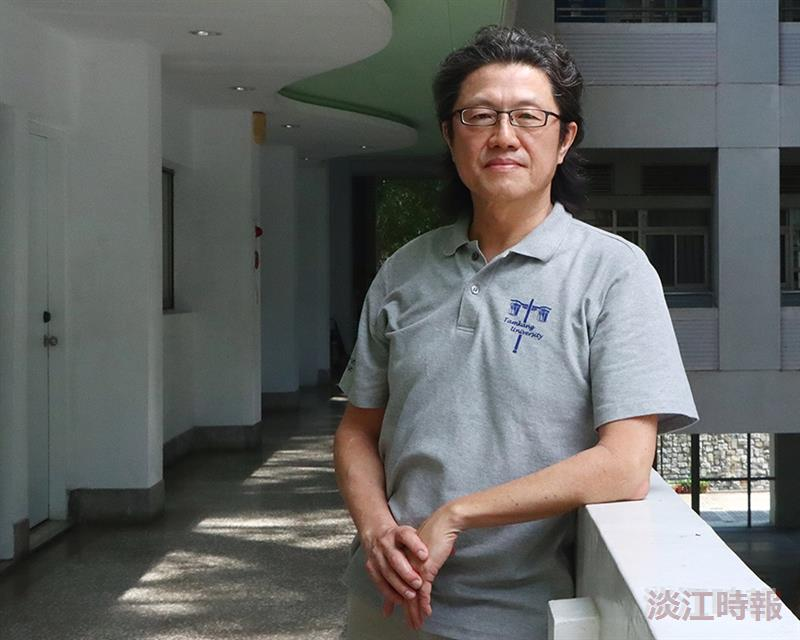 Tamkang
University
淡江時報